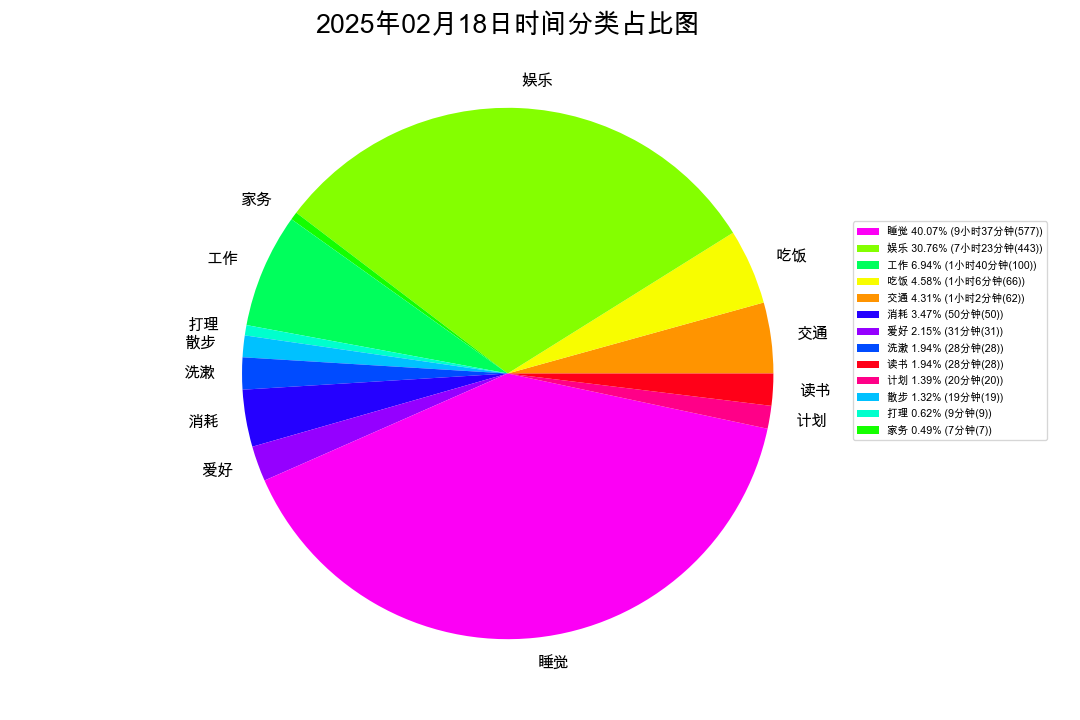 2025年02月18日时间分类占比图
娱乐
家务
工作
吃饭
打理
散步
交通
洗漱
读书
消耗
计划
爱好
睡觉
睡觉 40.07% (9小时37分钟(577))
娱乐 30.76% (7小时23分钟(443))
工作 6.94% (1小时40分钟(100))
吃饭 4.58% (1小时6分钟(66))
交通 4.31% (1小时2分钟(62))
消耗 3.47% (50分钟(50))
爱好 2.15% (31分钟(31))
洗漱 1.94% (28分钟(28))
读书 1.94% (28分钟(28))
计划 1.39% (20分钟(20))
散步 1.32% (19分钟(19))
打理 0.62% (9分钟(9))
家务 0.49% (7分钟(7))